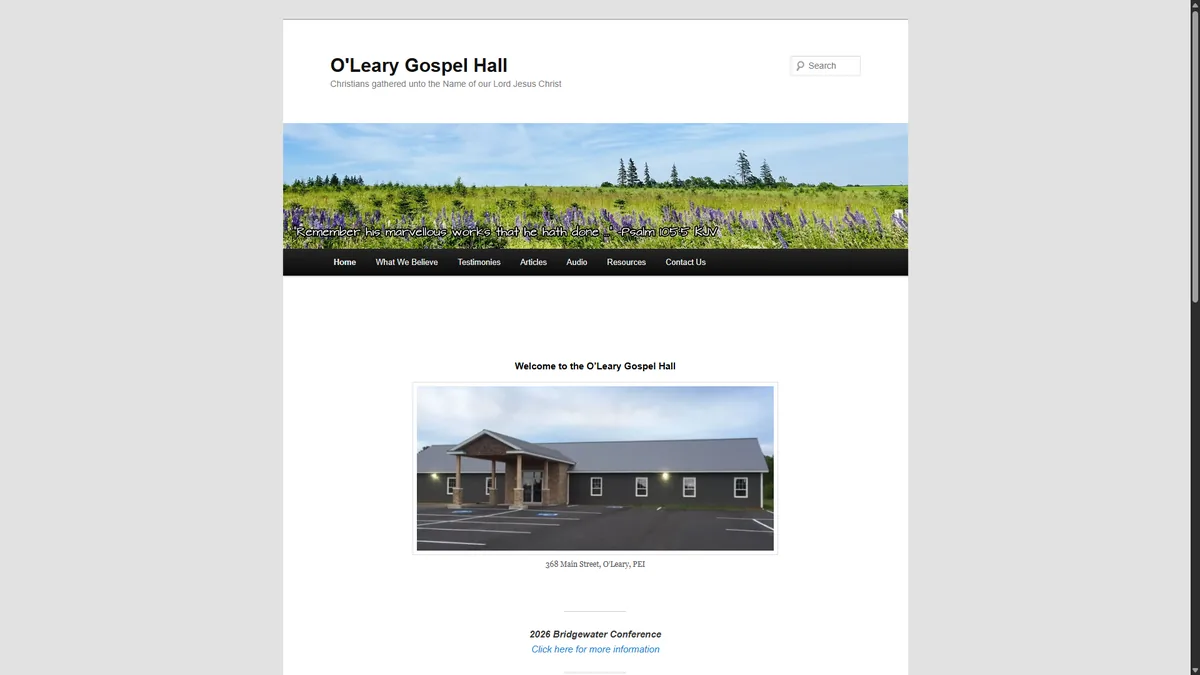 O'Leary Gospel Hall
Christians gathered unto the Name of our Lord Jesus Christ
Search
"Remember his marvellous works that he hath done ..." -Psalm 105:5 KJV
Home What We Believe Testimonies Articles Audio Resources Contact Us
Welcome to the O'Leary Gospel Hall
368 Main Street, O'Leary, PEI
2026 Bridgewater Conference
Click here for more information